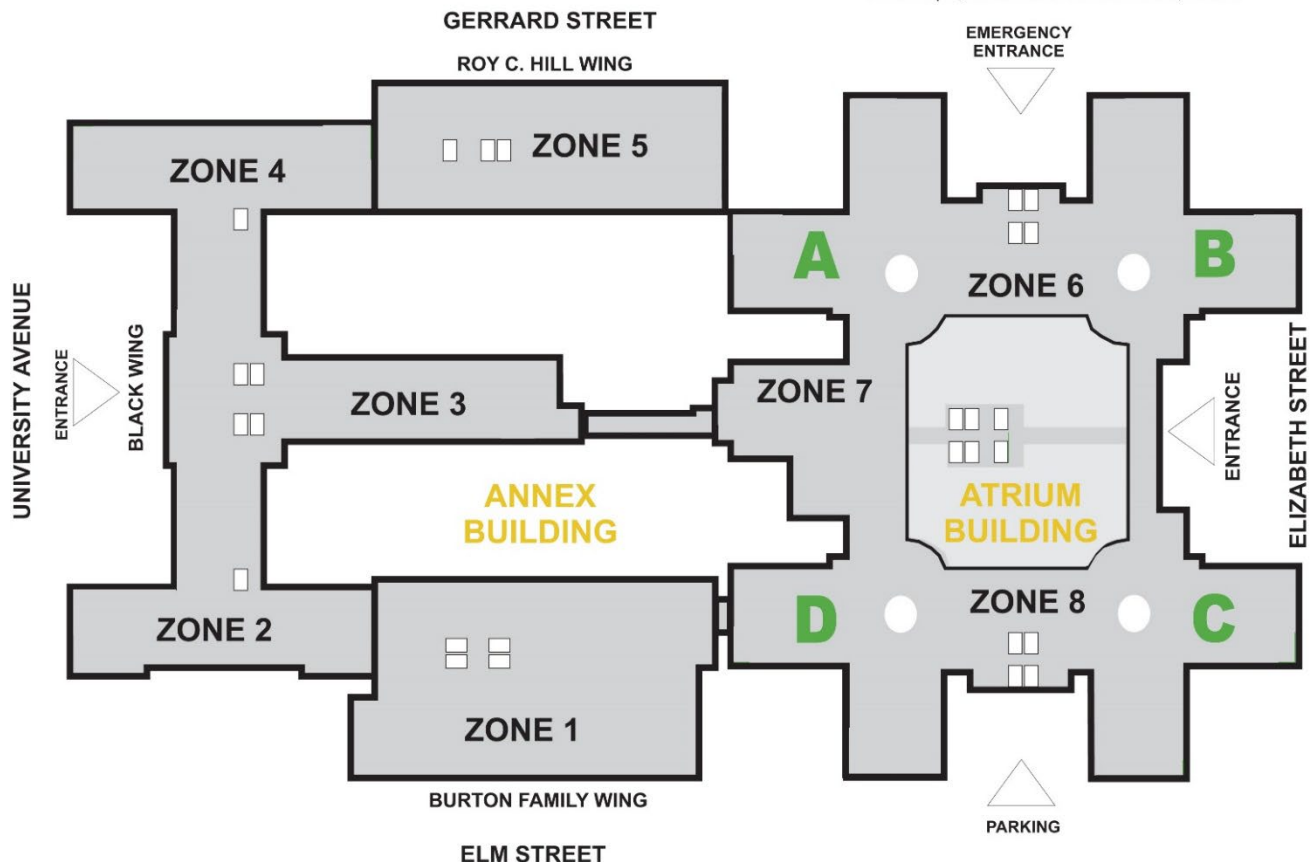 GERRARD STREET
EMERGENCY
ENTRANCE
ROY C. HILL WING
ZONE 4
ZONE 5
A
B
ZONE 6
UNIVERSITY AVENUE
ENTRANCE
BLACK WING
ZONE 3
ZONE 7
ENTRANCE
ELIZABETH STREET
ANNEX
BUILDING
ATRIUM
BUILDING
ZONE 2
D
ZONE 8
C
ZONE 1
BURTON FAMILY WING
PARKING
ELM STREET